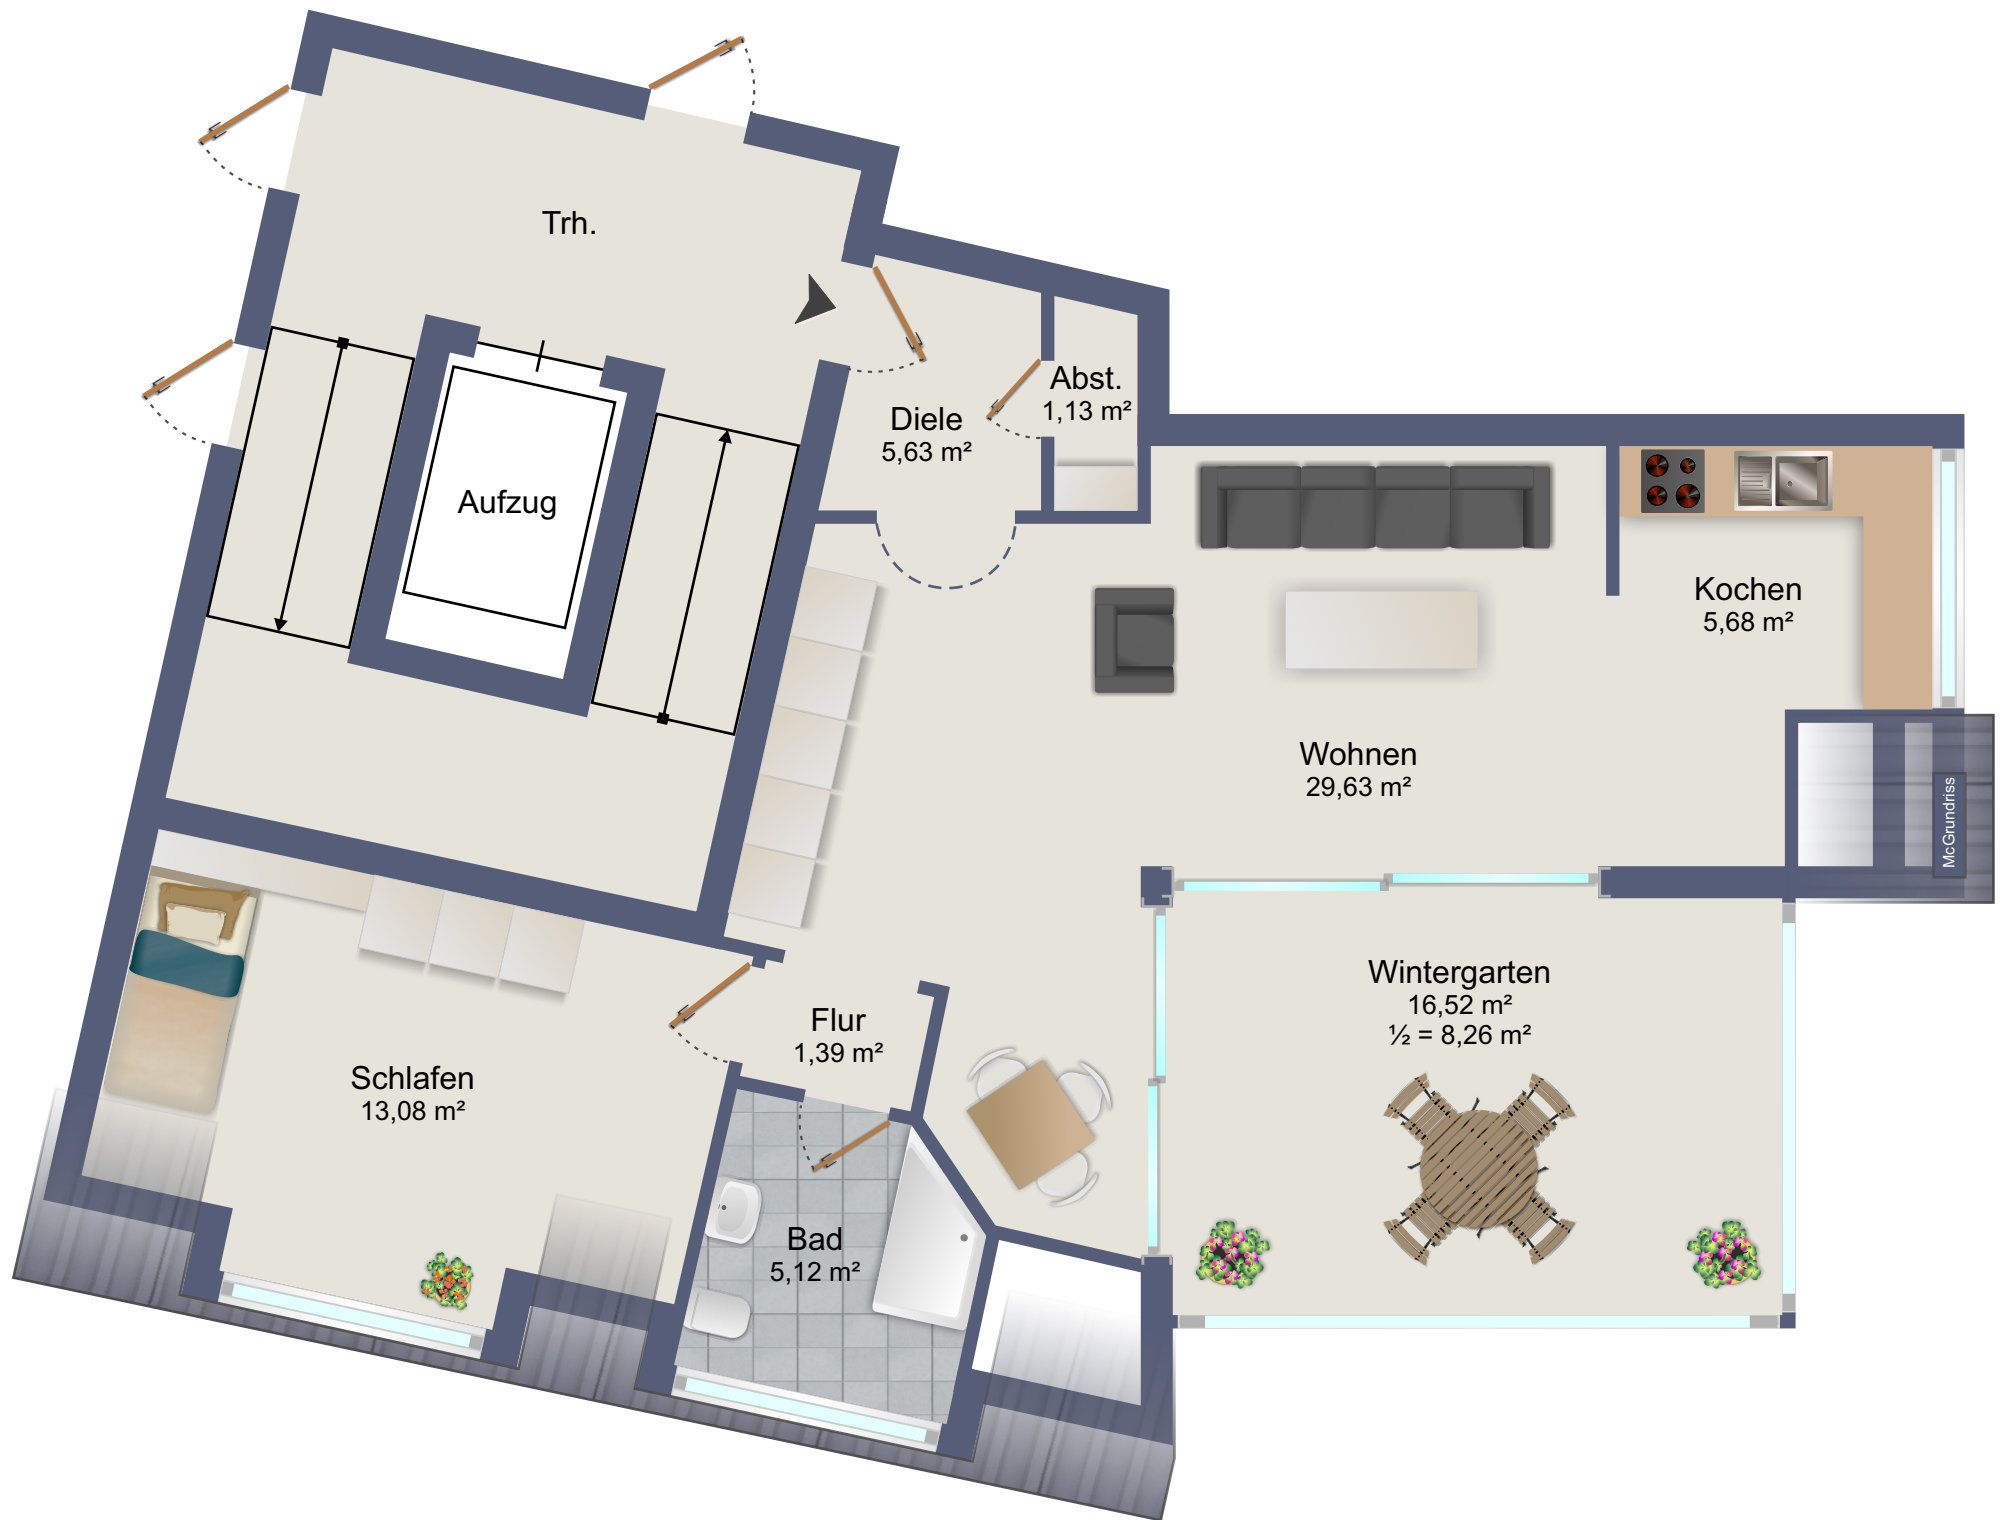 Trh.
Abst.
1,13 m²
Diele
5,63 m²
Aufzug
Kochen
5,68 m²
Wohnen
29,63 m²
McGrundriss
Wintergarten
16,52 m²
½ = 8,26 m²
Flur
1,39 m²
Schlafen
13,08 m²
Bad
5,12 m²